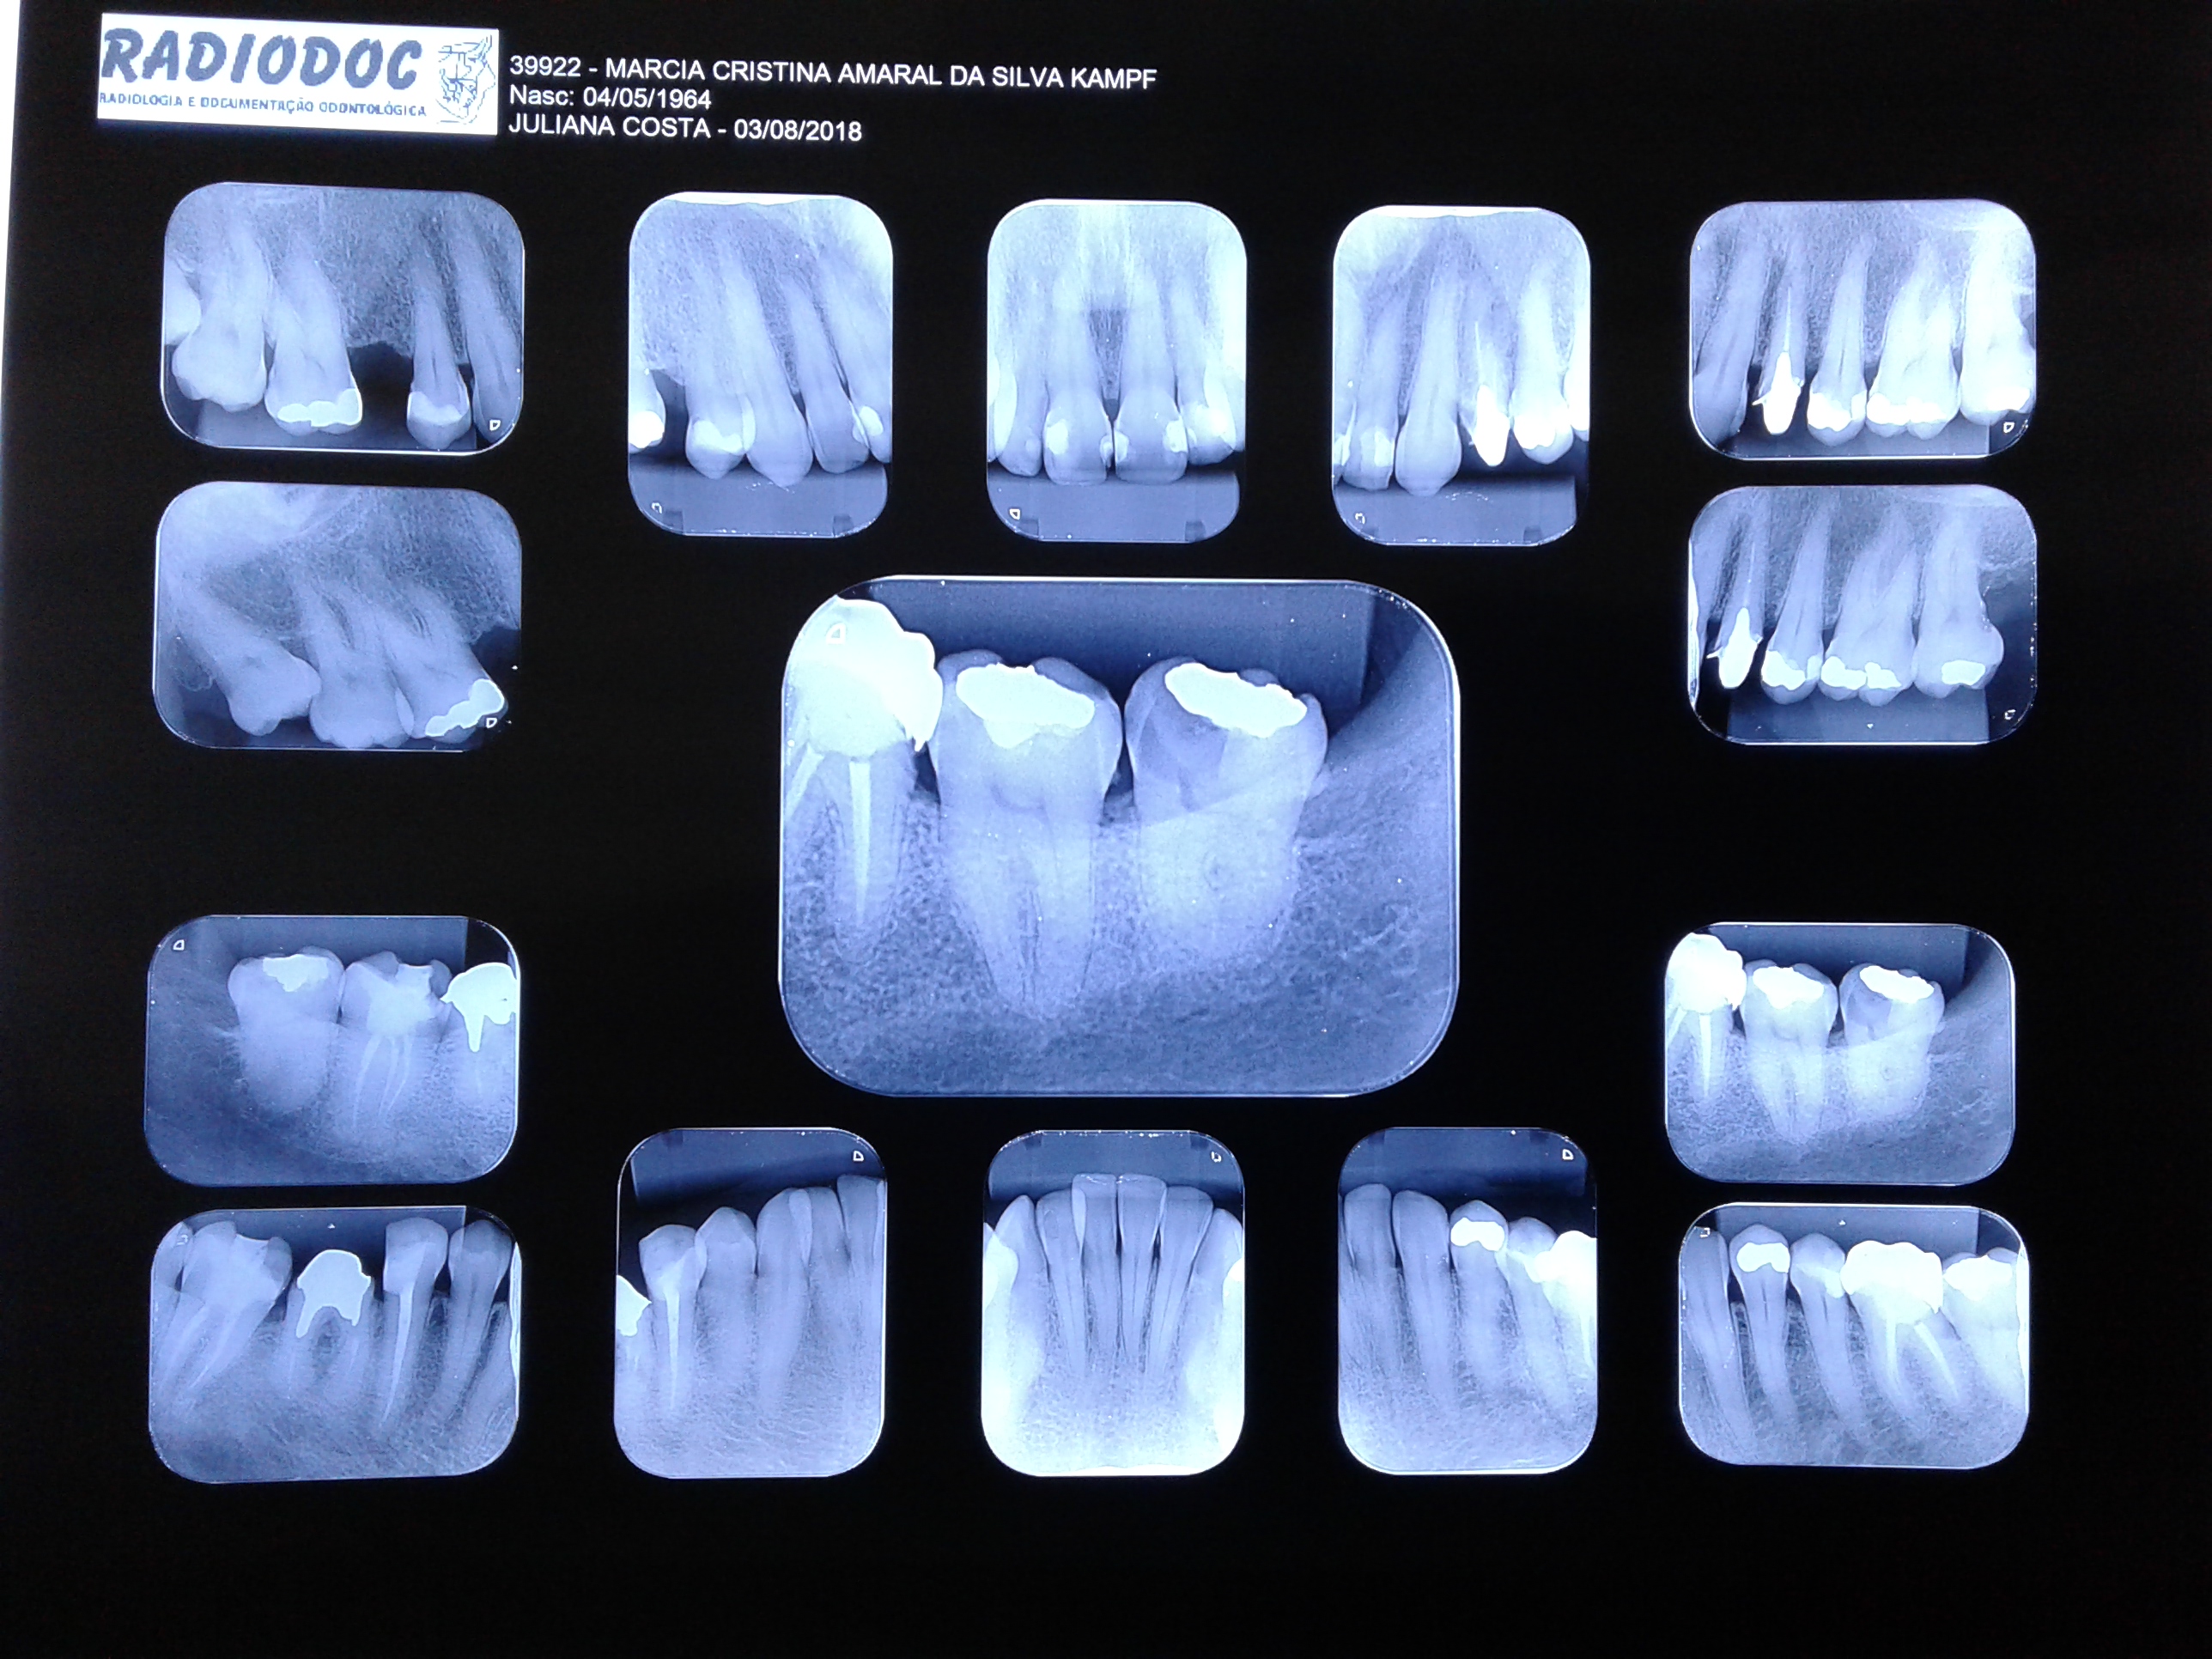 RADIODOC
RADIOLOGIA E DOCUMENTAÇÃO ODONTOLÓGICA
39922 - MARCIA CRISTINA AMARAL DA SILVA KAMPF
Nasc: 04/05/1964
JULIANA COSTA - 03/08/2018